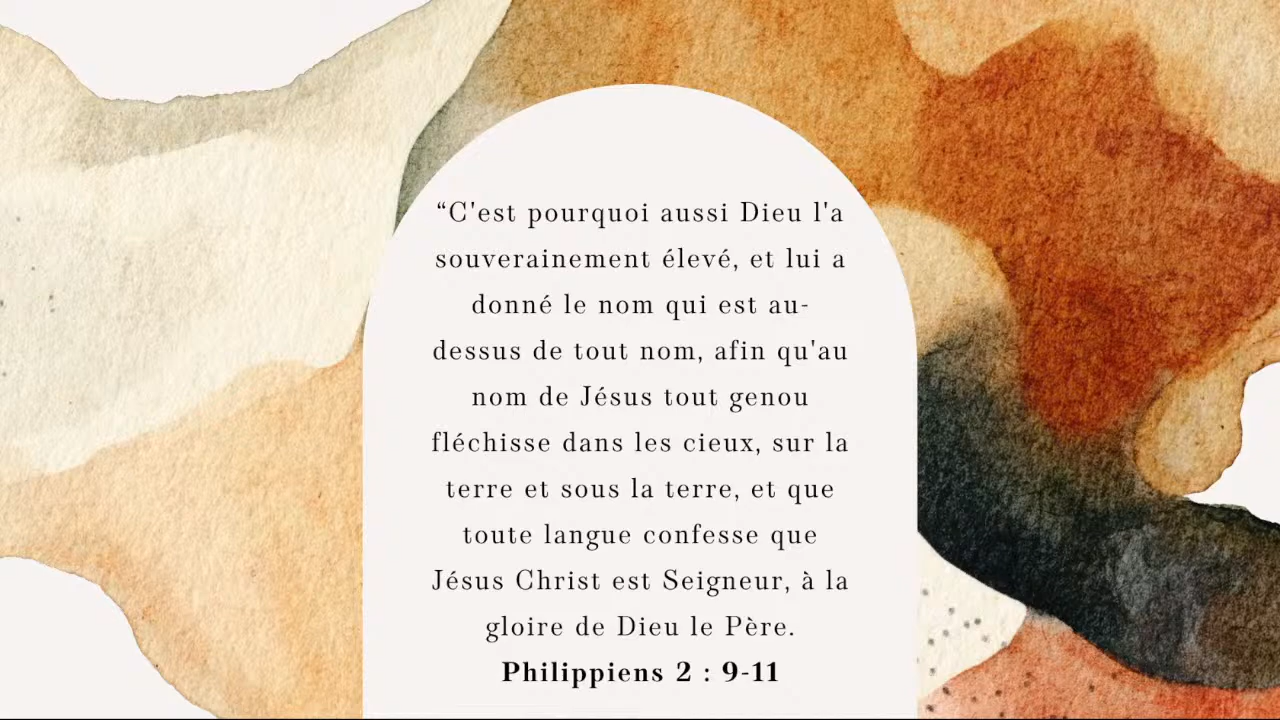 “C'est pourquoi aussi Dieu l'a
souverainement élevé, et lui a
donné le nom qui est au-
dessus de tout nom, afin qu'au
nom de Jésus tout genou
fléchisse dans les cieux, sur la
terre et sous la terre, et que
toute langue confesse que
Jésus Christ est Seigneur, à la
gloire de Dieu le Père.
Philippiens 2 : 9-11